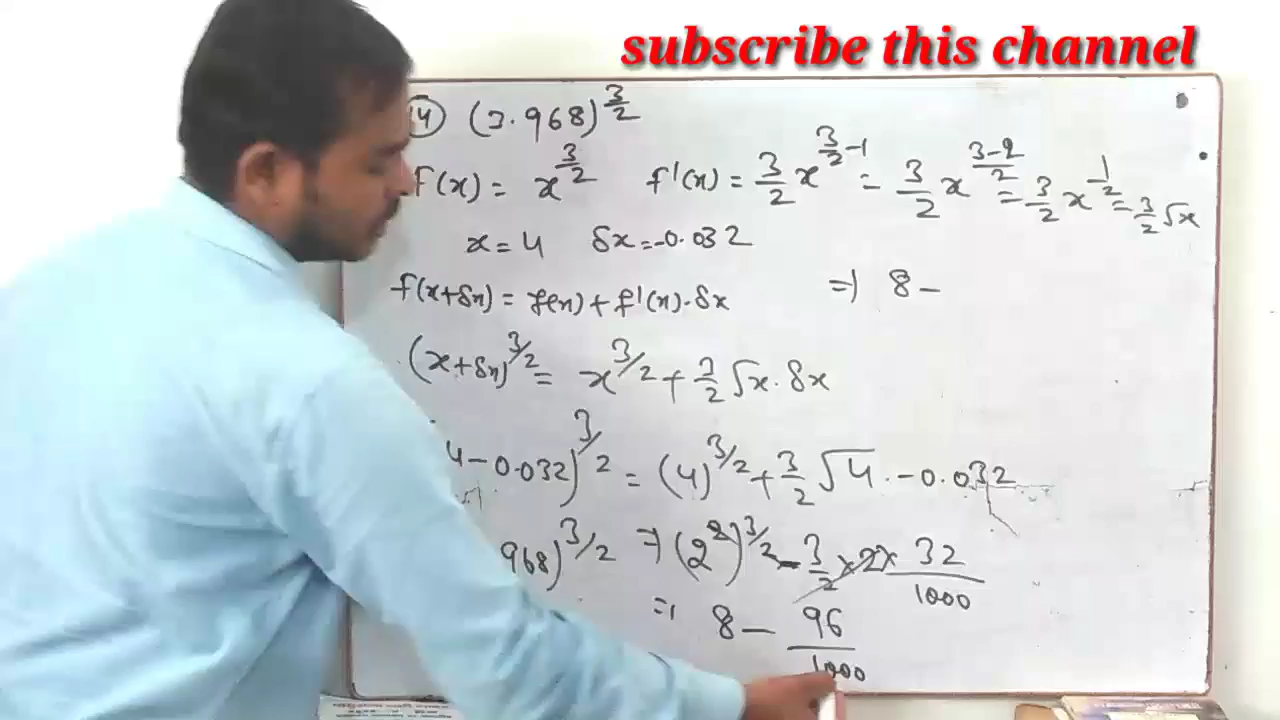 subscribe this channel
14) (3.968)^3/2
f(x) = x^3/2 f'(x) = 3/2 x^3/2-1 = 3/2 x^3-2/2 = 3/2 x^1/2 = 3/2 √x
x = 4 δx = -0.032
f(x+δx) = f(x) + f'(x)·δx ⇒ 8 -
(x+δx)^3/2 = x^3/2 + 3/2 √x · δx
4-0.032)^3/2 = (4)^3/2 + 3/2 √4 · -0.032
968)^3/2 ⇒ (2^2)^3/2 - 3/2 × 2 × 32/1000
⇒ 8 - 96/1000